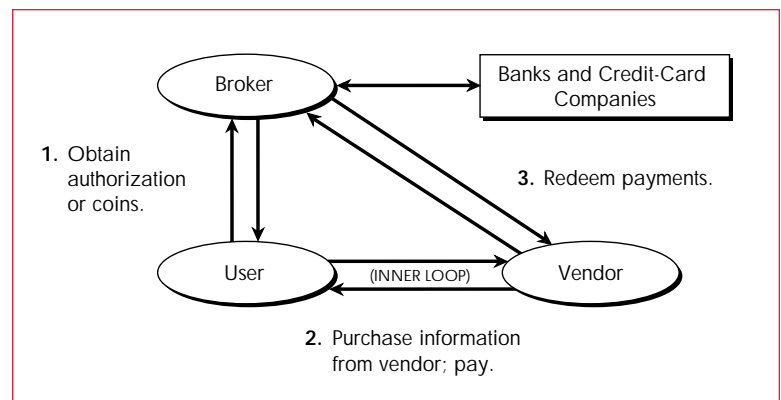 Broker
Banks and Credit-Card
Companies
1. Obtain
authorization
or coins.
3. Redeem payments.
User
(INNER LOOP)
Vendor
2. Purchase information
from vendor; pay.